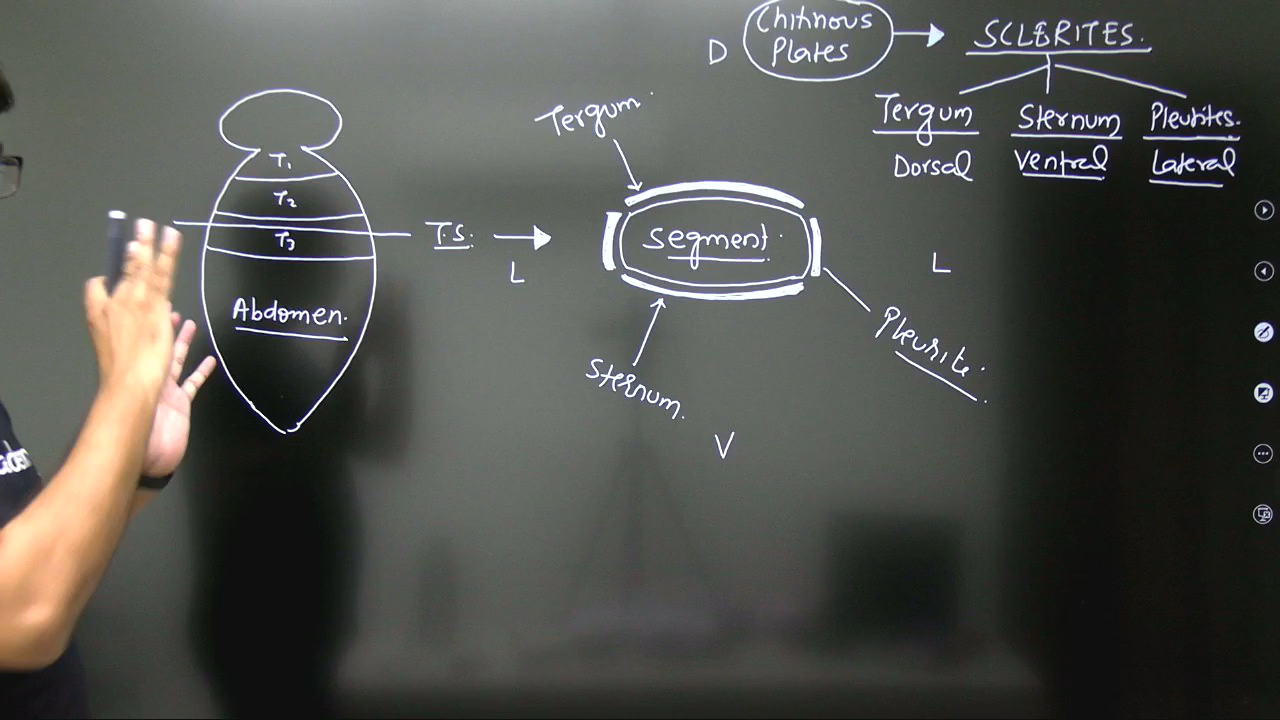 D
Chitinous
Plates
SCLERITES.
Tergum
Sternum
Pleurites.
Dorsal
Ventral
Lateral
Tergum
T1
T2
T3
T.S.
L
Segment
L
Abdomen.
Pleurite.
Sternum.
V